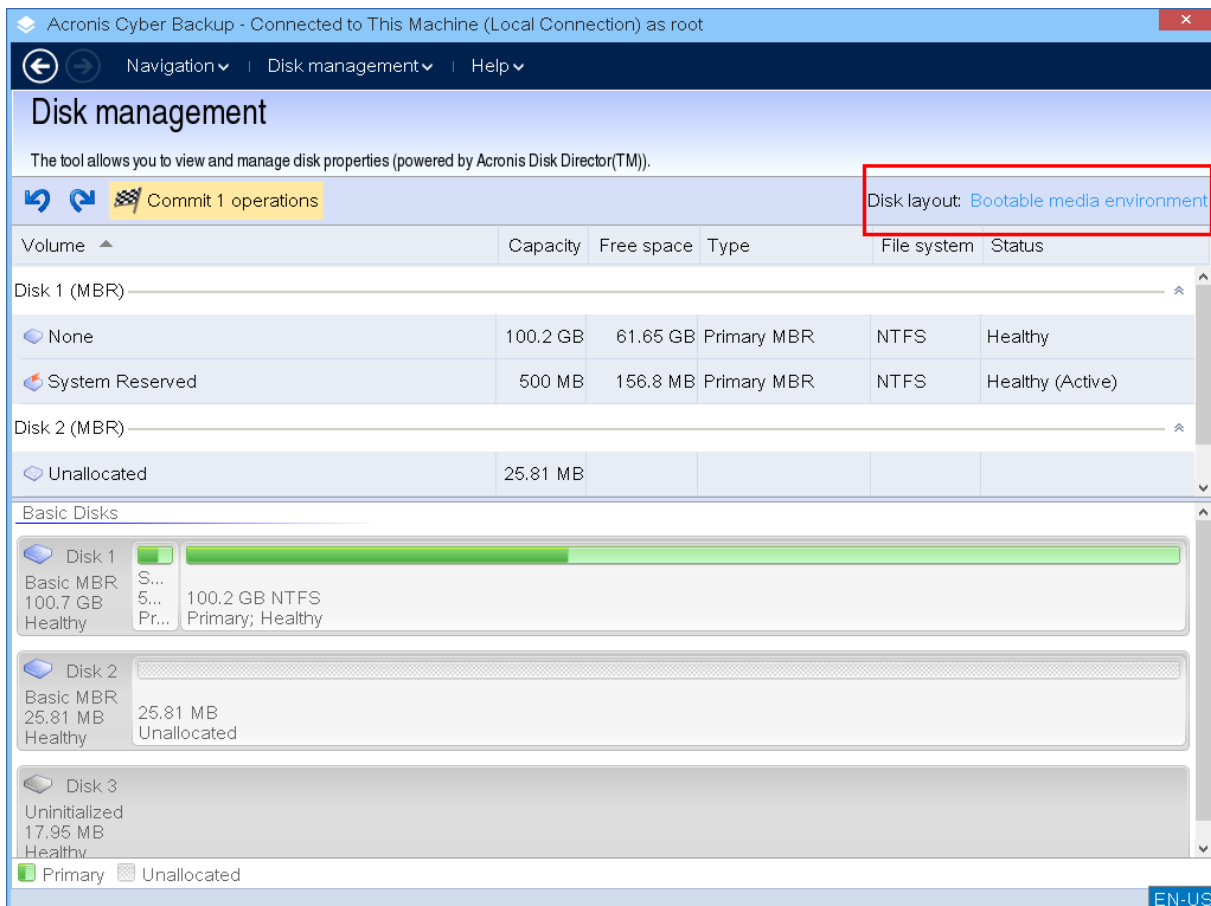 Acronis Cyber Backup - Connected to This Machine (Local Connection) as root
Navigation Disk management Help
Disk management
The tool allows you to view and manage disk properties (powered by Acronis Disk Director(TM)).
Commit 1 operations Disk layout: Bootable media environment
Volume Capacity Free space Type File system Status
Disk 1 (MBR)
None 100.2 GB 61.65 GB Primary MBR NTFS Healthy
System Reserved 500 MB 156.8 MB Primary MBR NTFS Healthy (Active)
Disk 2 (MBR)
Unallocated 25.81 MB
Basic Disks
Disk 1
Basic MBR
100.7 GB
Healthy
S...
5...
Pr...
100.2 GB NTFS
Primary; Healthy
Disk 2
Basic MBR
25.81 MB
Healthy
25.81 MB
Unallocated
Disk 3
Uninitialized
17.95 MB
Healthy
Primary Unallocated
EN-US